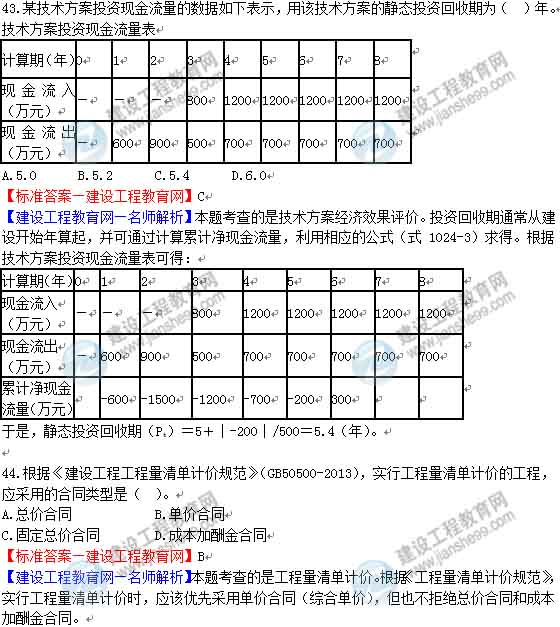 43.某技术方案投资现金流量的数据如下表示，用该技术方案的静态投资回收期为（　）年。
技术方案投资现金流量表
计算期(年) 0 1 2 3 4 5 6 7 8
现金流入（万元） － － － 800 1200 1200 1200 1200 1200
现金流出（万元） － 600 900 500 700 700 700 700 700
A.5.0 B.5.2 C.5.4 D.6.0
【标准答案－建设工程教育网】C
【建设工程教育网－名师解析】本题考查的是技术方案经济效果评价。投资回收期通常从建
设开始年算起，并可通过计算累计净现金流量，利用相应的公式（式 1024-3）求得。根据
技术方案投资现金流量表可得：
计算期(年) 0 1 2 3 4 5 6 7 8
现金流入（万元） － － － 800 1200 1200 1200 1200 1200
现金流出（万元） － 600 900 500 700 700 700 700 700
累计净现金流量(万元) -600 -1500 -1200 -700 -200 300
于是，静态投资回收期（Pt）＝5＋｜-200｜/500＝5.4（年）。
44.根据《建设工程工程量清单计价规范》（GB50500-2013），实行工程量清单计价的工程，
应采用的合同类型是（　）。
A.总价合同 B.单价合同
C.固定总价合同 D.成本加酬金合同
【标准答案－建设工程教育网】B
【建设工程教育网－名师解析】本题考查的是工程量清单计价。根据《工程量清单计价规范》，
实行工程量清单计价时，应该优先采用单价合同（综合单价），但也不拒绝总价合同和成本
加酬金合同。
建设工程教育网
www.jianshe99.com